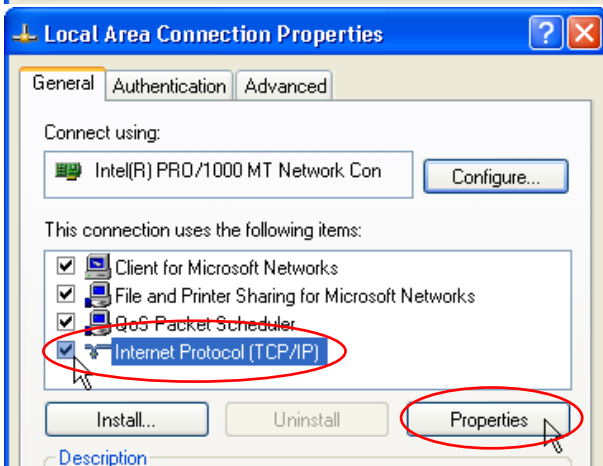 Local Area Connection Properties
General Authentication Advanced
Connect using:
Intel(R) PRO/1000 MT Network Con Configure...
This connection uses the following items:
Client for Microsoft Networks
File and Printer Sharing for Microsoft Networks
QoS Packet Scheduler
Internet Protocol (TCP/IP)
Install... Uninstall Properties
Description